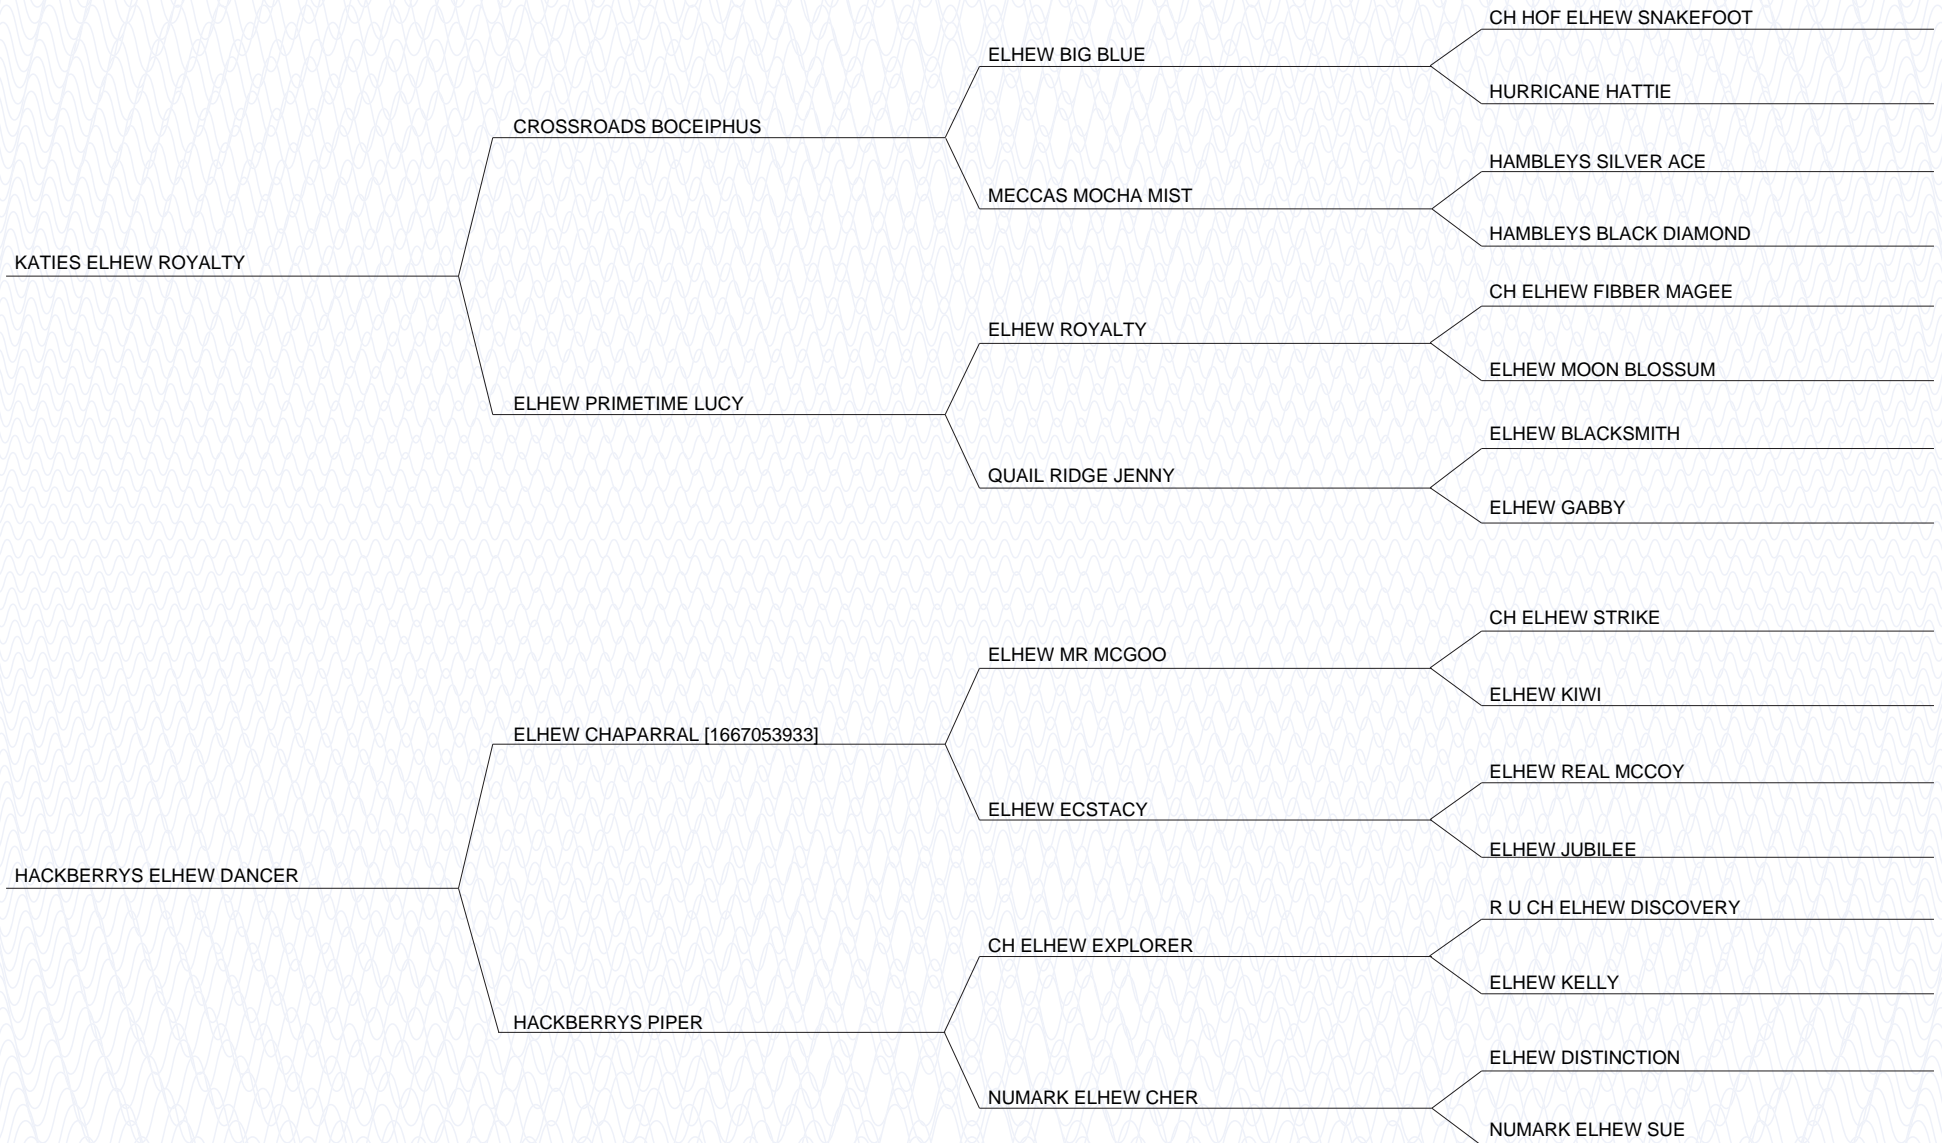 CH HOF ELHEW SNAKEFOOT
ELHEW BIG BLUE
HURRICANE HATTIE
CROSSROADS BOCEIPHUS
HAMBLEYS SILVER ACE
MECCAS MOCHA MIST
HAMBLEYS BLACK DIAMOND
KATIES ELHEW ROYALTY
CH ELHEW FIBBER MAGEE
ELHEW ROYALTY
ELHEW MOON BLOSSUM
ELHEW PRIMETIME LUCY
ELHEW BLACKSMITH
QUAIL RIDGE JENNY
ELHEW GABBY
CH ELHEW STRIKE
ELHEW MR MCGOO
ELHEW KIWI
ELHEW CHAPARRAL [1667053933]
ELHEW REAL MCCOY
ELHEW ECSTACY
ELHEW JUBILEE
HACKBERRYS ELHEW DANCER
R U CH ELHEW DISCOVERY
CH ELHEW EXPLORER
ELHEW KELLY
HACKBERRYS PIPER
ELHEW DISTINCTION
NUMARK ELHEW CHER
NUMARK ELHEW SUE